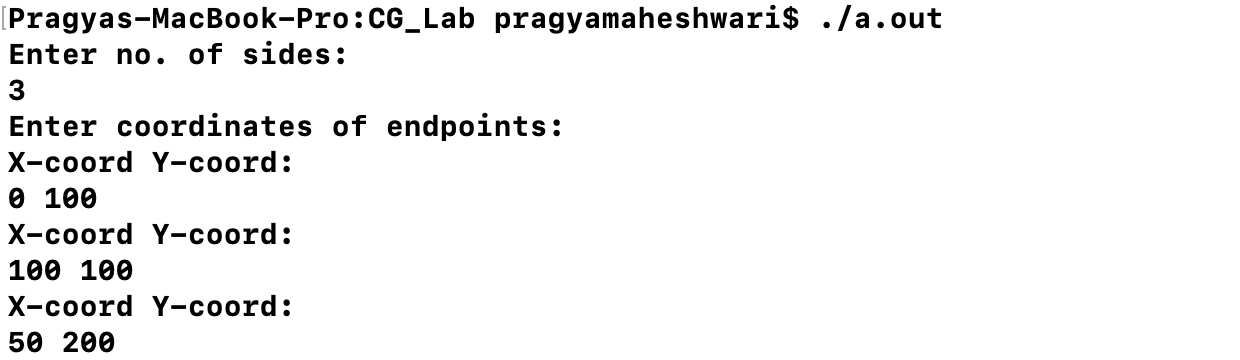 [Pragyas-MacBook-Pro:CG_Lab pragyamaheshwari$ ./a.out
Enter no. of sides:
3
Enter coordinates of endpoints:
X-coord Y-coord:
0 100
X-coord Y-coord:
100 100
X-coord Y-coord:
50 200